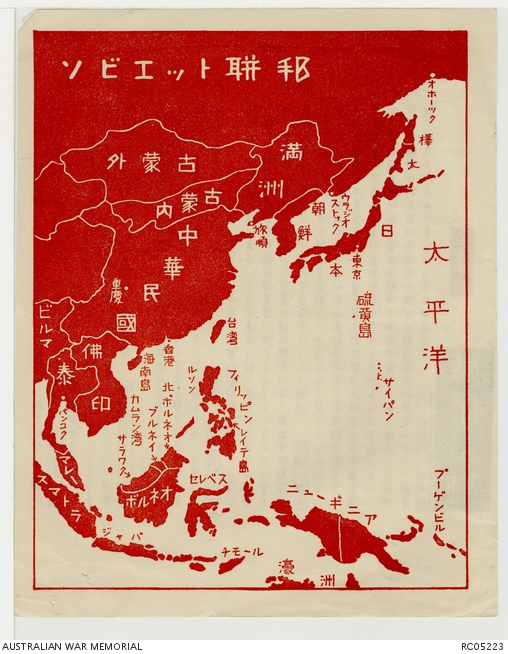 ソビエット聯邦
オホーツク
樺太
外蒙古
満洲
内蒙古
ウラジオストック
朝鮮
旅順
日本
東京
太平洋
中華民國
重慶
硫黄島
ビルマ
佛印
泰
バンコク
台湾
香港
海南島
北ボルネオ
ブルネイ
カムラン湾
サラワク
ルソン
フィリッピン
レイテ島
サイパン
マレー
スマトラ
ボルネオ
セレベス
ジャバ
チモール
ニューギニア
ブーゲンビル
濠洲
AUSTRALIAN WAR MEMORIAL
RC05223